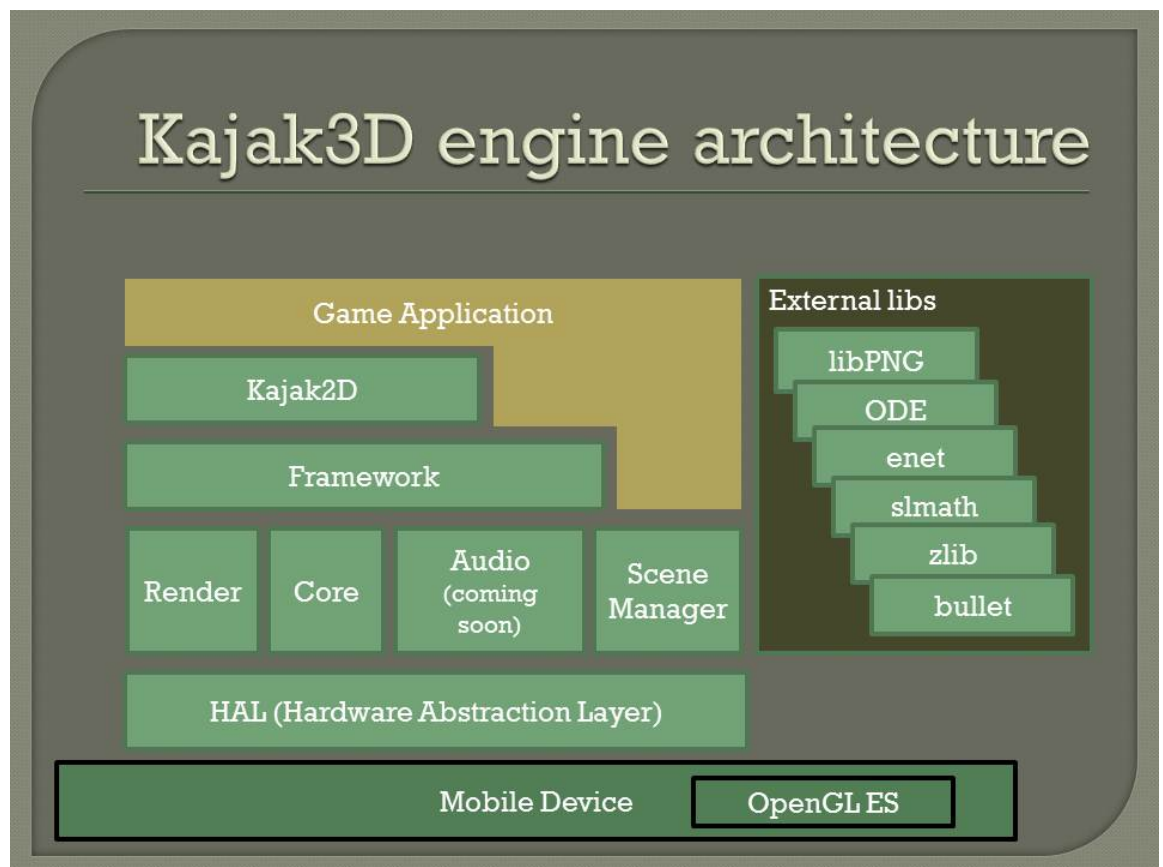 Kajak3D engine architecture
Game Application
Kajak2D
Framework
Render
Core
Audio
(coming
soon)
Scene
Manager
HAL (Hardware Abstraction Layer)
Mobile Device
OpenGL ES
External libs
libPNG
ODE
enet
slmath
zlib
bullet